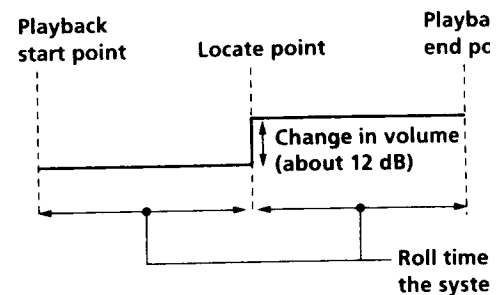 Playback
start point
Locate point
Playba
end po
Change in volume
(about 12 dB)
Roll time
the syste